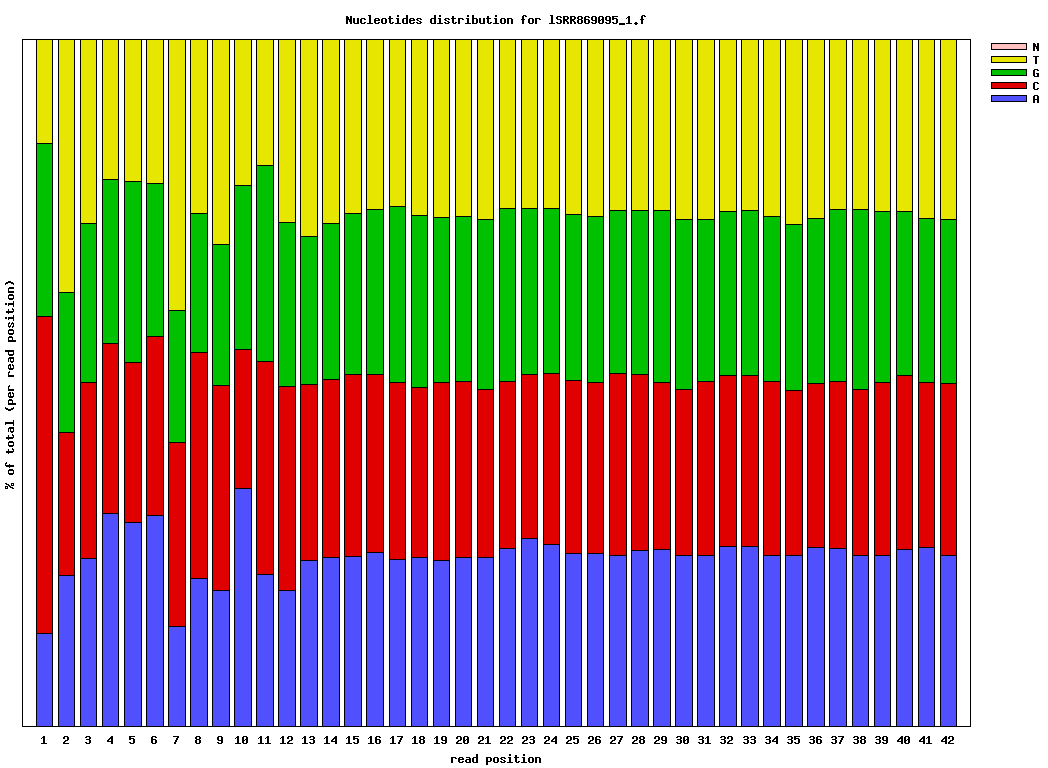 Nucleotides distribution for lSRR869095_1.f
N
T
G
C
A
% of total (per read position)
1 2 3 4 5 6 7 8 9 10 11 12 13 14 15 16 17 18 19 20 21 22 23 24 25 26 27 28 29 30 31 32 33 34 35 36 37 38 39 40 41 42
read position